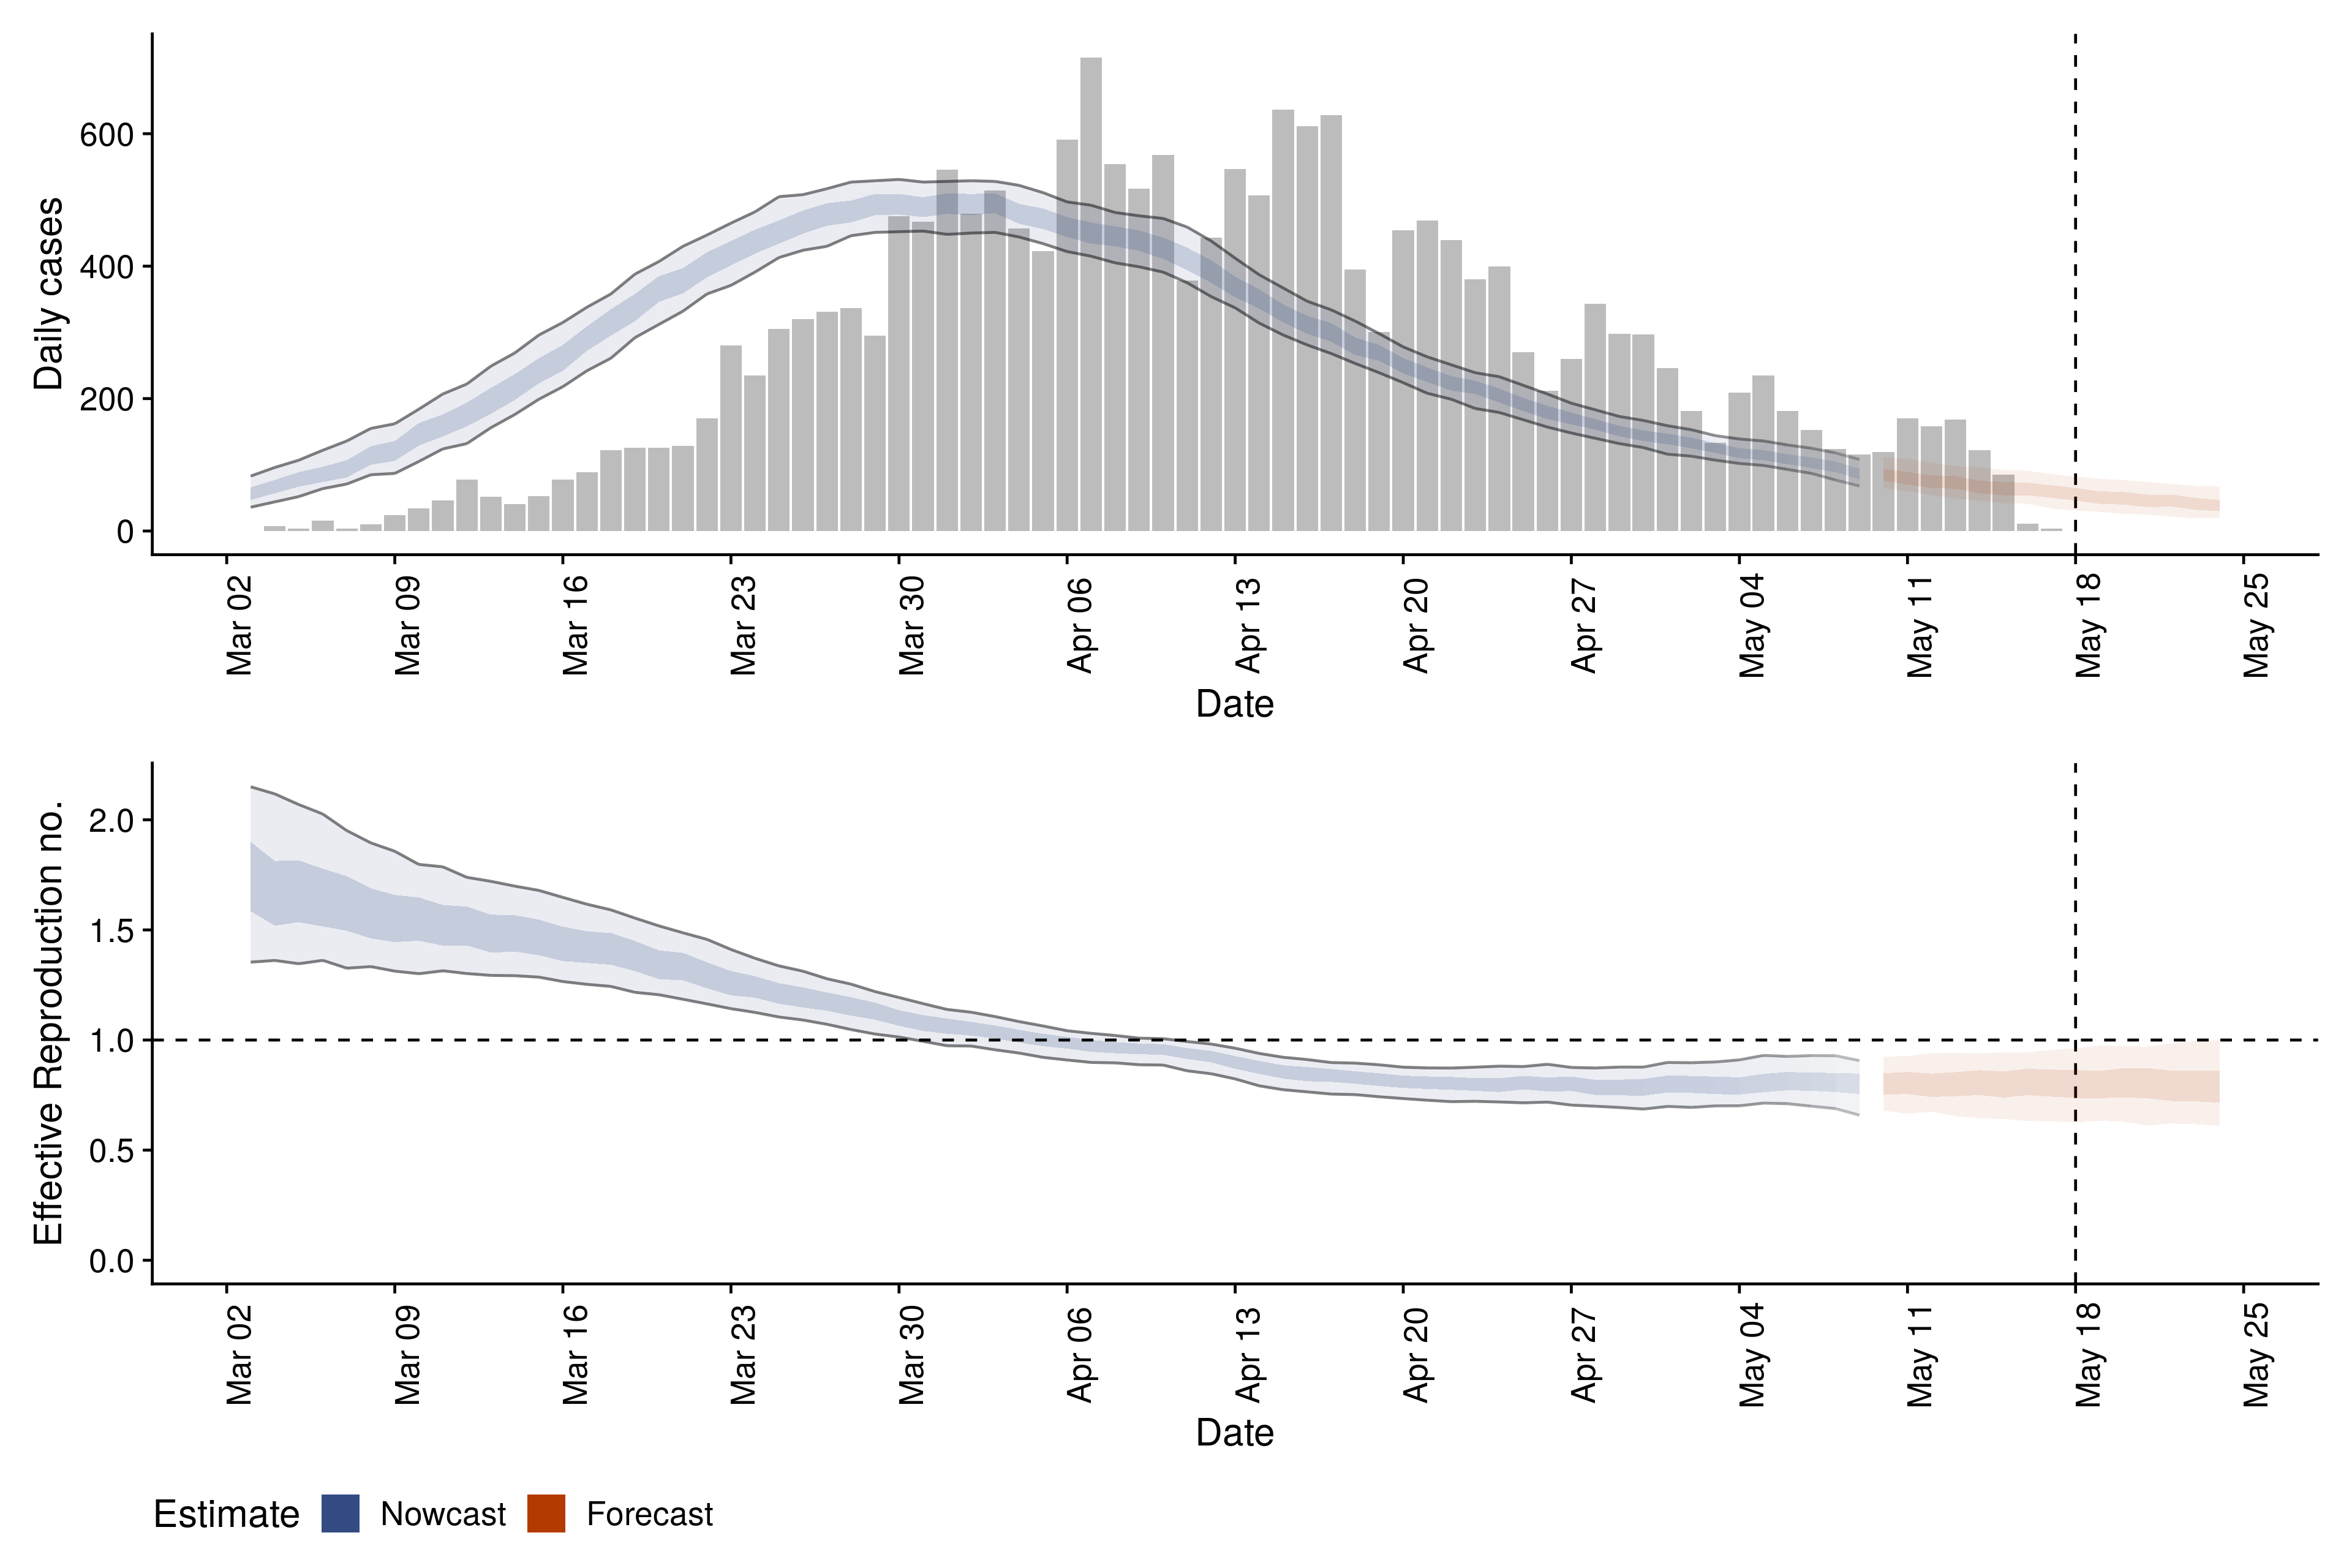 Daily cases
600
400
200
0
Mar 02
Mar 09
Mar 16
Mar 23
Mar 30
Apr 06
Apr 13
Apr 20
Apr 27
May 04
May 11
May 18
May 25
Date
Effective Reproduction no.
2.0
1.5
1.0
0.5
0.0
Mar 02
Mar 09
Mar 16
Mar 23
Mar 30
Apr 06
Apr 13
Apr 20
Apr 27
May 04
May 11
May 18
May 25
Date
Estimate Nowcast Forecast